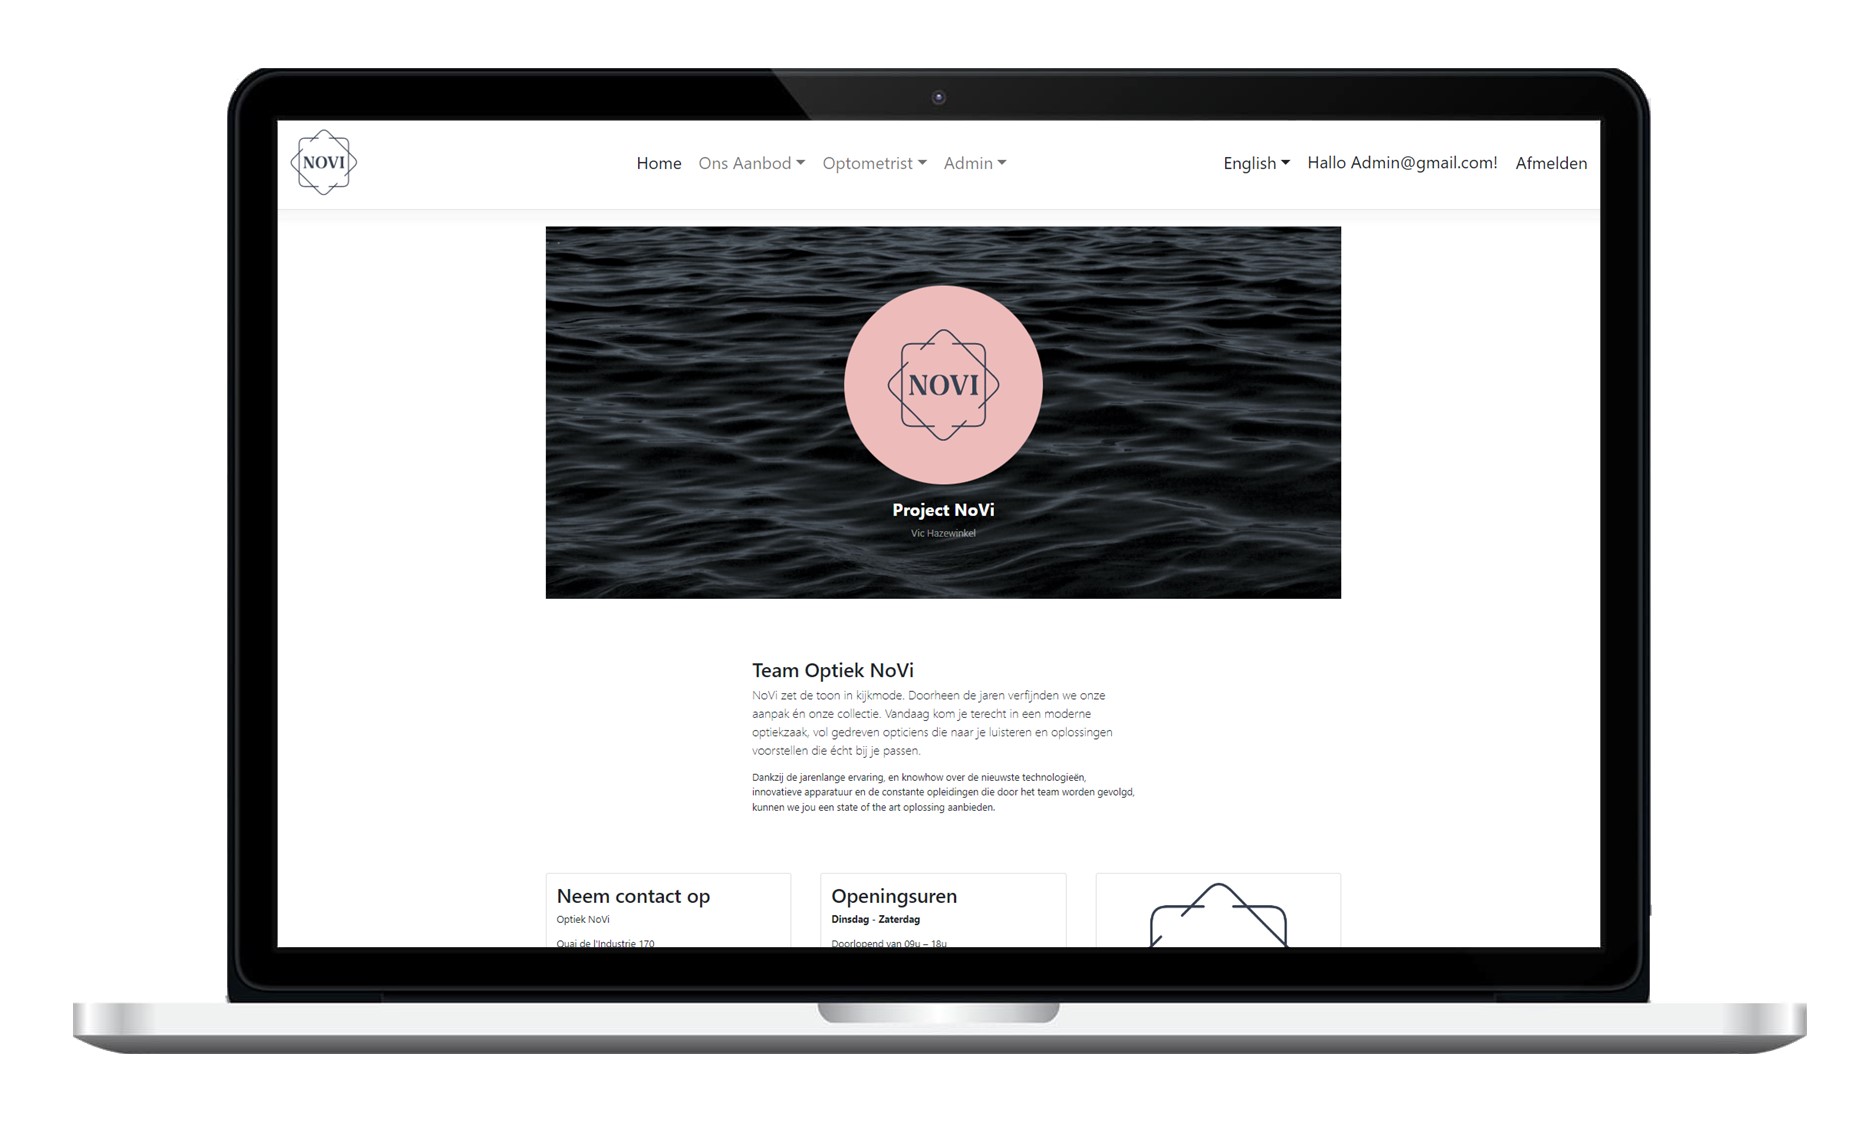 NOVI
Home Ons Aanbod Optometrist Admin
English Hallo Admin@gmail.com! Afmelden
NOVI
Project NoVi
Vic Hazewinkel
Team Optiek NoVi
NoVi zet de toon in kijkmode. Doorheen de jaren verfijnden we onze
aanpak én onze collectie. Vandaag kom je terecht in een moderne
optiekzaak, vol gedreven opticiens die naar je luisteren en oplossingen
voorstellen die écht bij je passen.
Dankzij de jarenlange ervaring, en knowhow over de nieuwste technologieën,
innovatieve apparatuur en de constante opleidingen die door het team worden gevolgd,
kunnen we jou een state of the art oplossing aanbieden.
Neem contact op
Optiek NoVi
Quai de l'Industrie 170
Openingsuren
Dinsdag - Zaterdag
Doorlopend van 09u – 18u